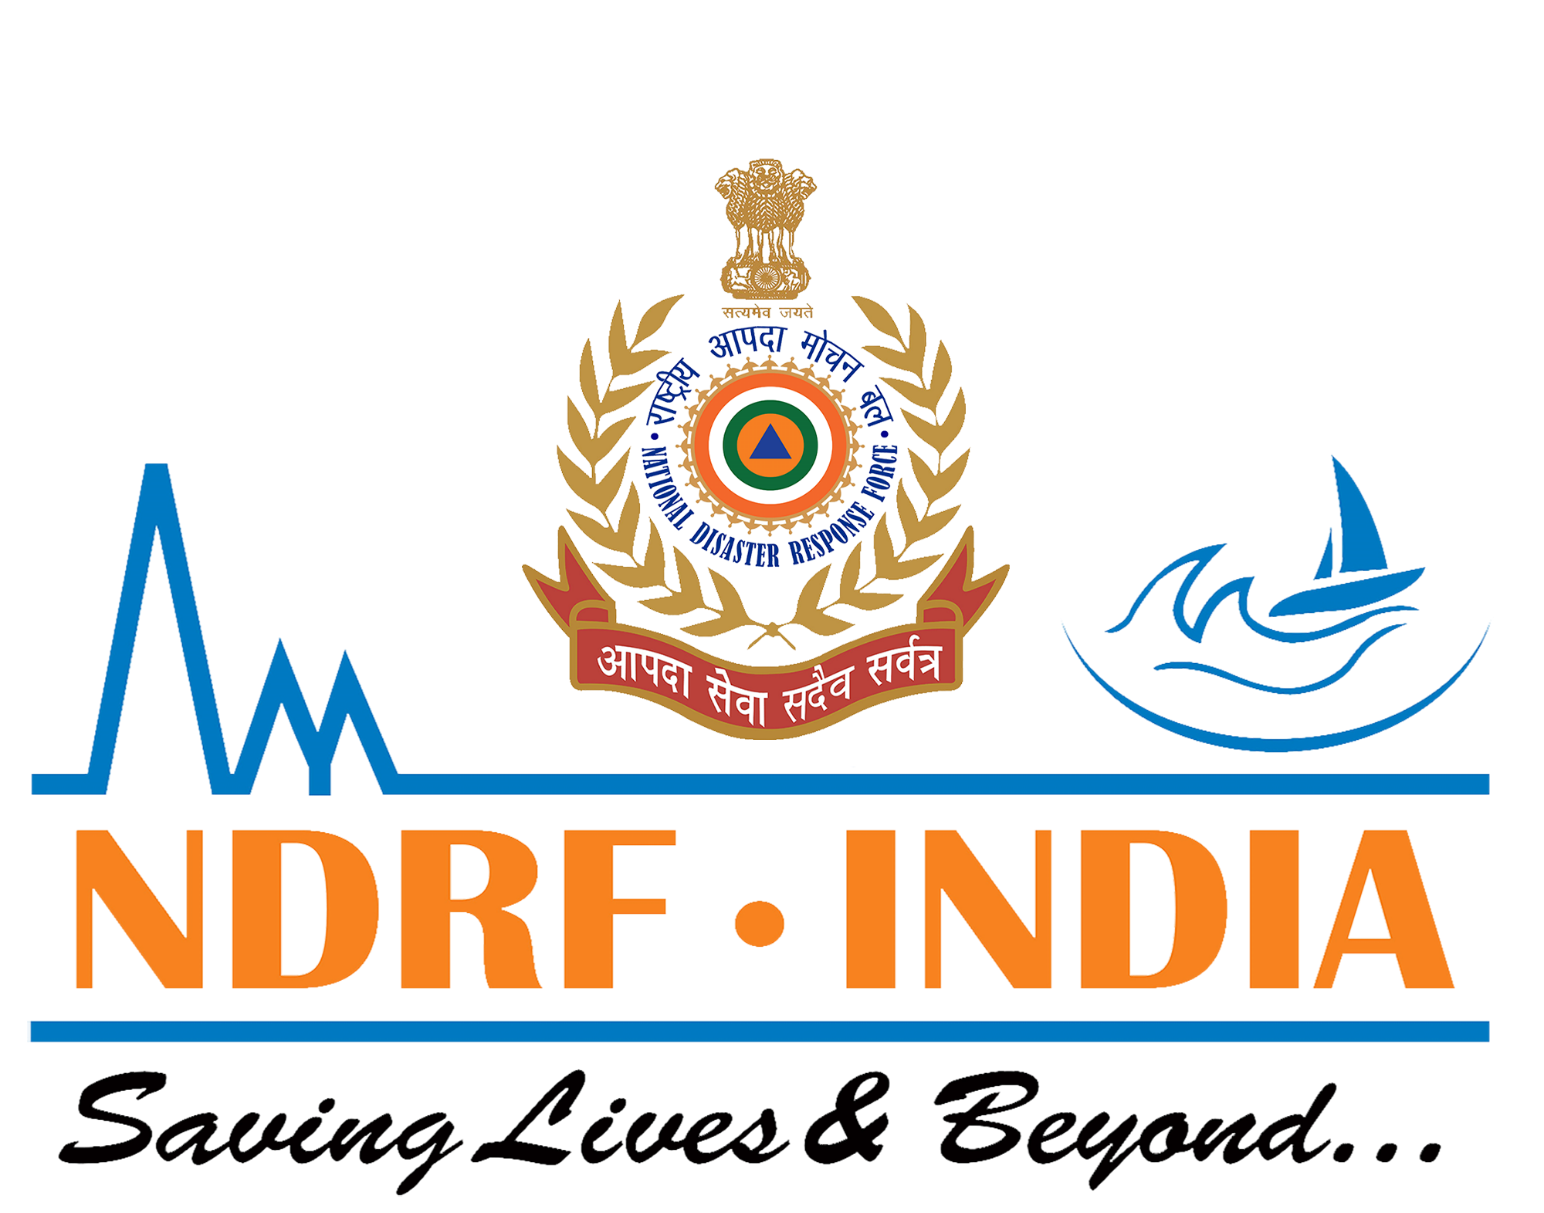 सत्यमेव जयते
राष्ट्रीय आपदा मोचन बल
• NATIONAL DISASTER RESPONSE FORCE •
आपदा सेवा सदैव सर्वत्र
NDRF • INDIA
Saving Lives & Beyond...